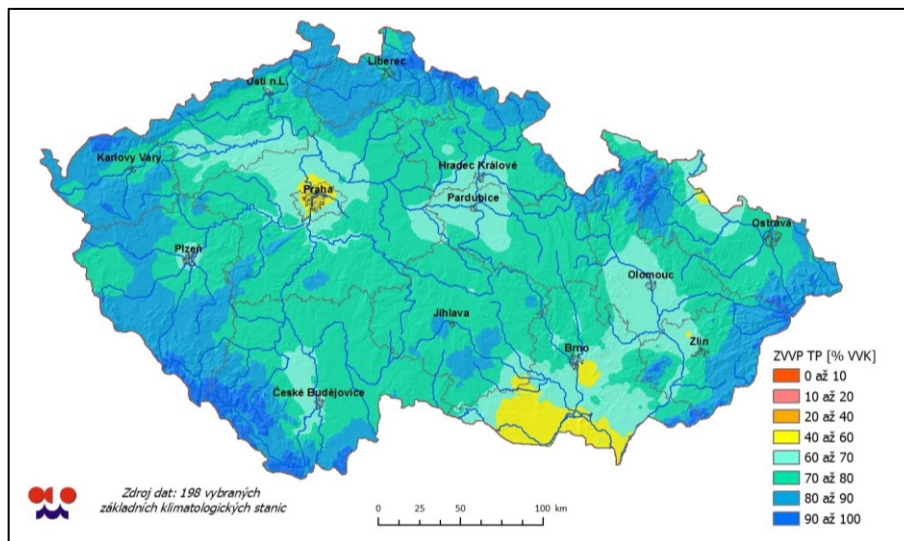 Liberec
Ústí n.L.
Karlovy Vary
Hradec Králové
Praha
Pardubice
Ostrava
Plzeň
Olomouc
Jihlava
Zlín
Brno
České Budějovice
ZVVP TP [% VVK]
0 až 10
10 až 20
20 až 40
40 až 60
60 až 70
70 až 80
80 až 90
90 až 100
Zdroj dat: 198 vybraných
základních klimatologických stanic
0 25 50 100 km